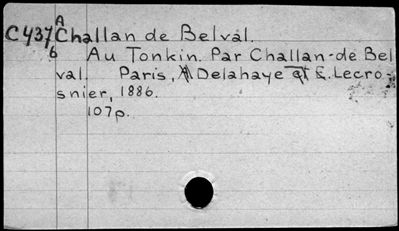 A
C437 Challan de Belval.
6 Au Tonkin. Par Challan-de Bel
val. Paris, A Delahaye et E. Lecro-
snier, 1886.
107p.